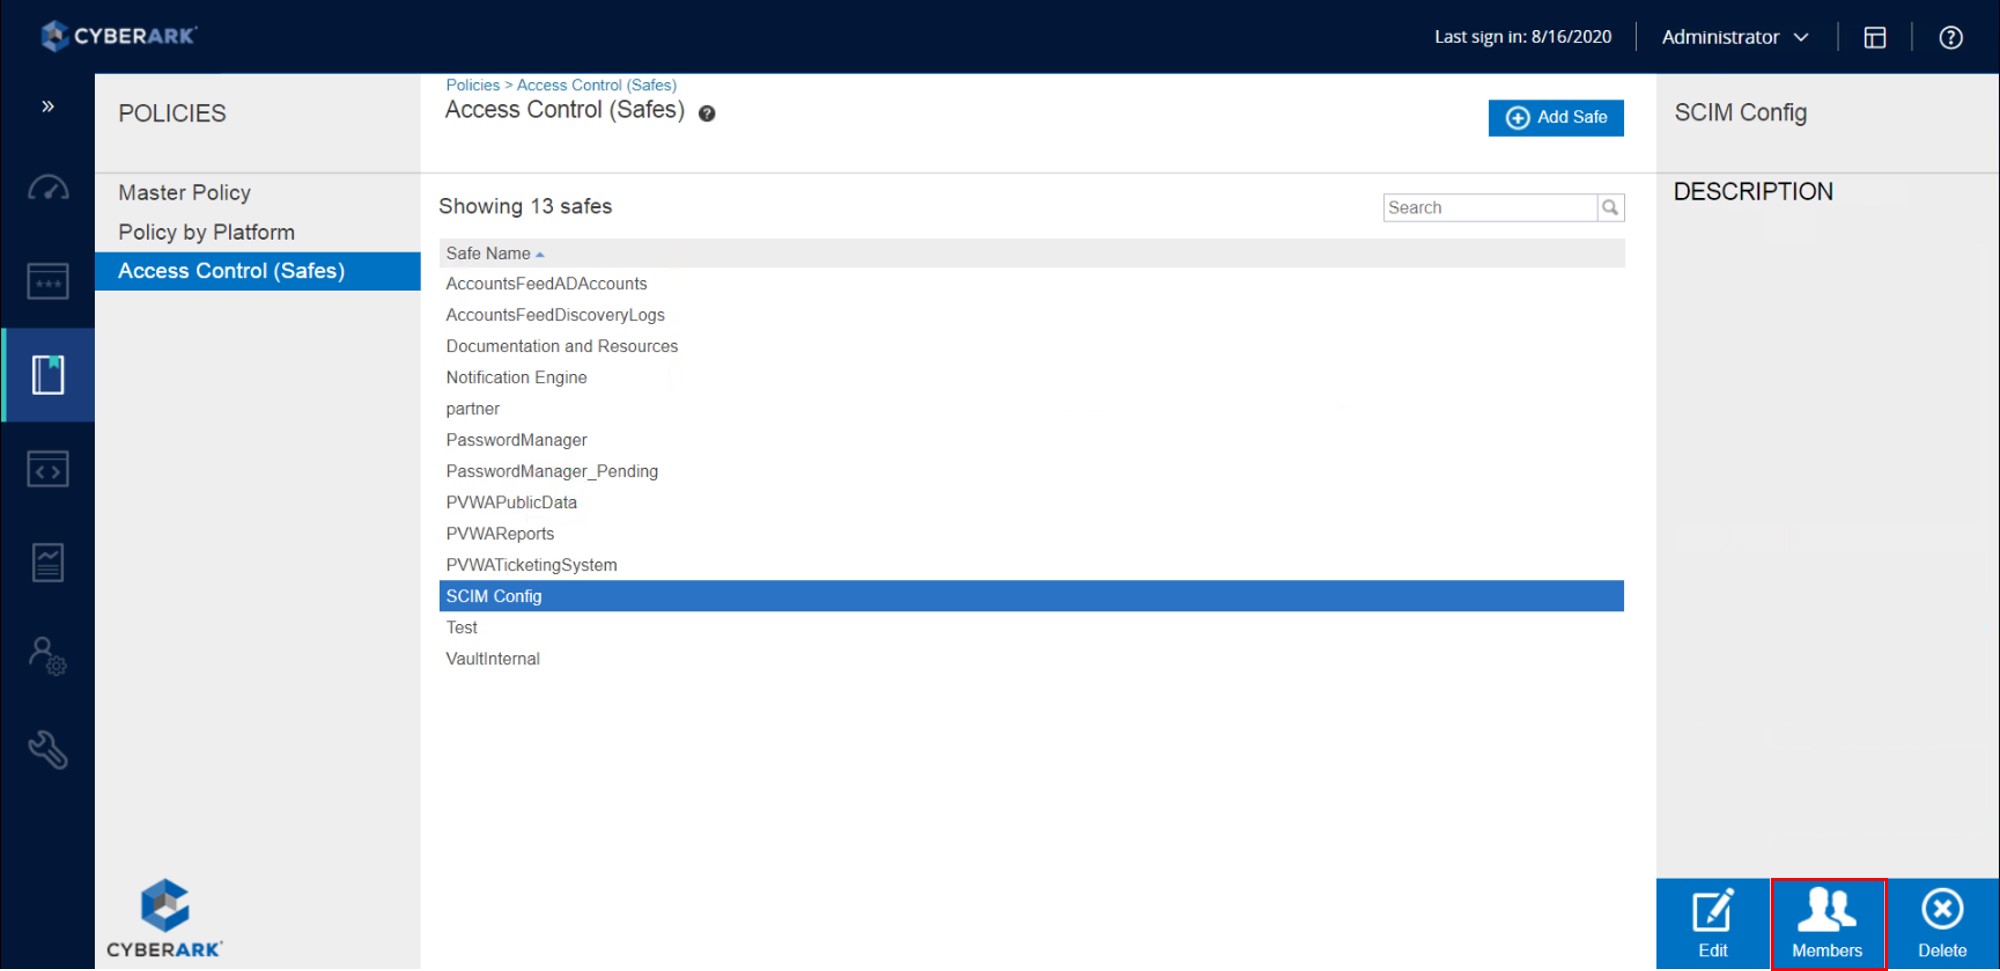 CYBERARK
Last sign in: 8/16/2020
Administrator
POLICIES
Master Policy
Policy by Platform
Access Control (Safes)
CYBERARK
Policies > Access Control (Safes)
Access Control (Safes)
Add Safe
Showing 13 safes
Search
Safe Name
AccountsFeedADAccounts
AccountsFeedDiscoveryLogs
Documentation and Resources
Notification Engine
partner
PasswordManager
PasswordManager_Pending
PVWAPublicData
PVWAReports
PVWATicketingSystem
SCIM Config
Test
VaultInternal
SCIM Config
DESCRIPTION
Edit
Members
Delete